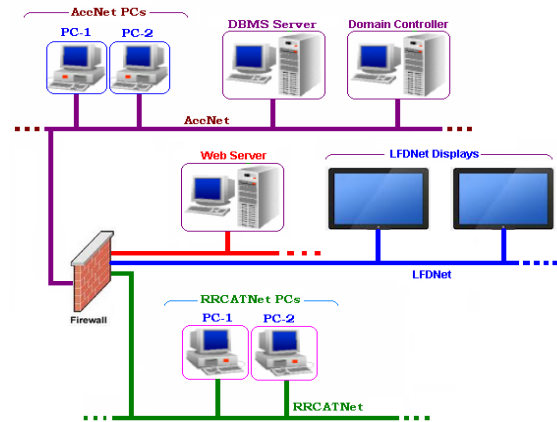 AccNet PCs
PC-1
PC-2
DBMS Server
Domain Controller
AccNet
Web Server
LFDNet Displays
LFDNet
Firewall
RRCATNet PCs
PC-1
PC-2
RRCATNet